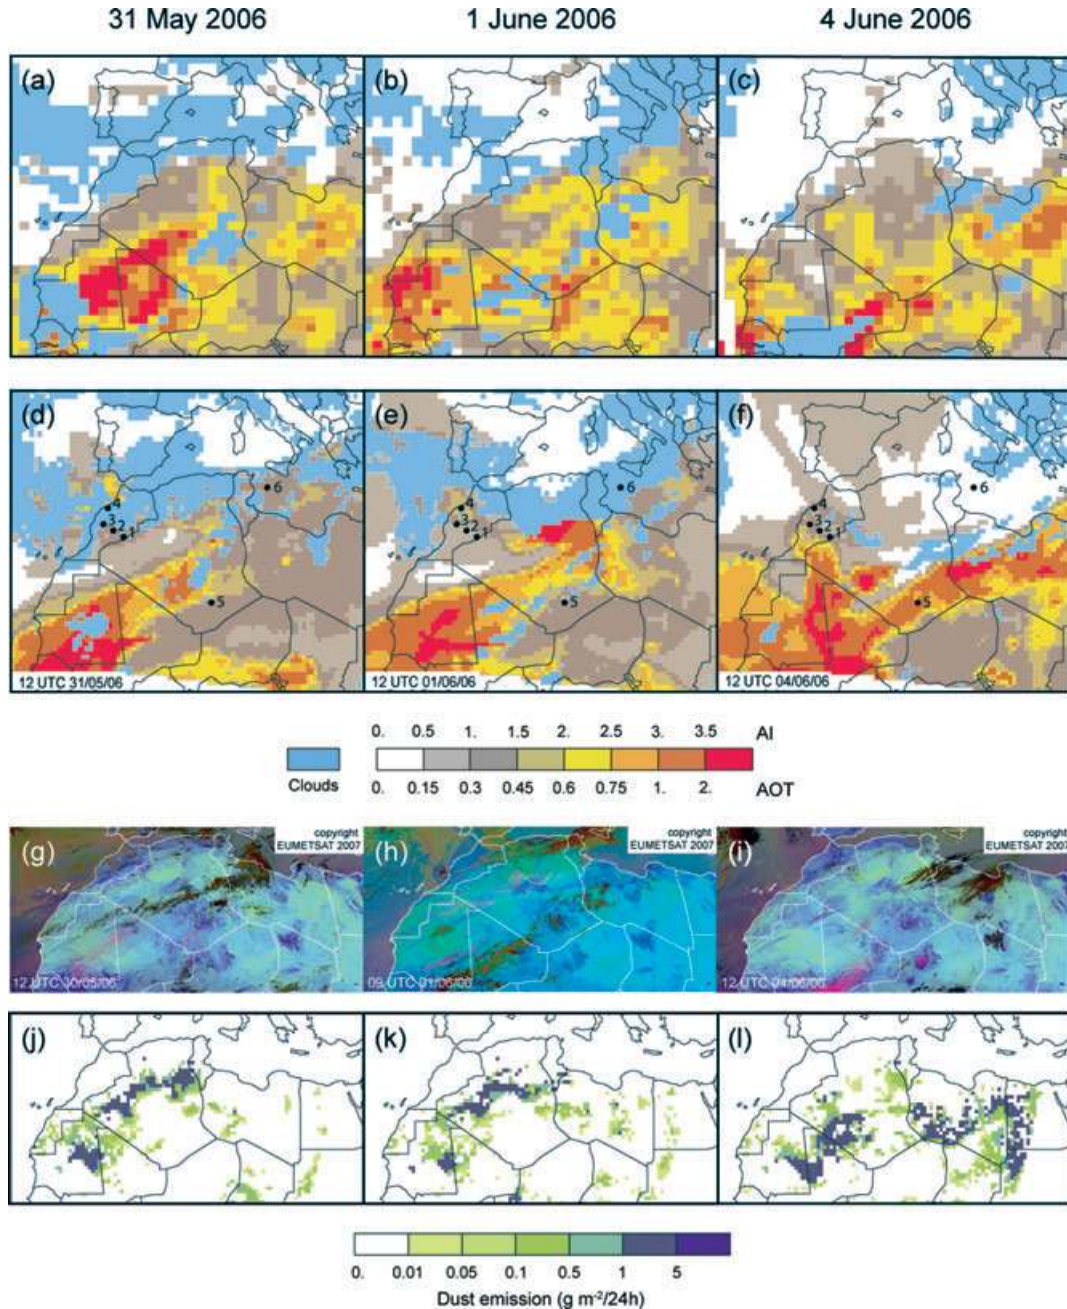 31 May 2006 1 June 2006 4 June 2006
(a) (b) (c)
(d) (e) (f)
4 3 2 1 5 6
4 3 2 1 5 6
4 3 2 1 5 6
12 UTC 31/05/06 12 UTC 01/06/06 12 UTC 04/06/06
0. 0.5 1. 1.5 2. 2.5 3. 3.5 AI
Clouds 0. 0.15 0.3 0.45 0.6 0.75 1. 2. AOT
(g) copyright EUMETSAT 2007 (h) copyright EUMETSAT 2007 (i) copyright EUMETSAT 2007
12 UTC 30/05/06 09 UTC 01/06/06 12 UTC 04/06/06
(j) (k) (l)
0. 0.01 0.05 0.1 0.5 1 5
Dust emission (g m⁻²/24h)